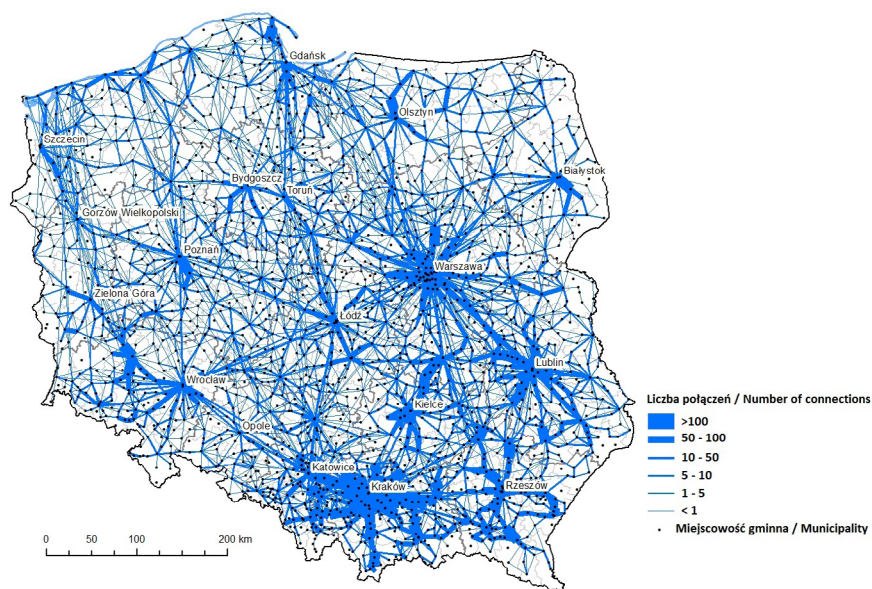 Gdańsk
Olsztyn
Szczecin
Białystok
Bydgoszcz
Toruń
Gorzów Wielkopolski
Poznań
Warszawa
Zielona Góra
Łódź
Lublin
Wrocław
Kielce
Opole
Katowice
Kraków
Rzeszów
Liczba połączeń / Number of connections
>100
50 - 100
10 - 50
5 - 10
1 - 5
< 1
Miejscowość gminna / Municipality
0 50 100 200 km